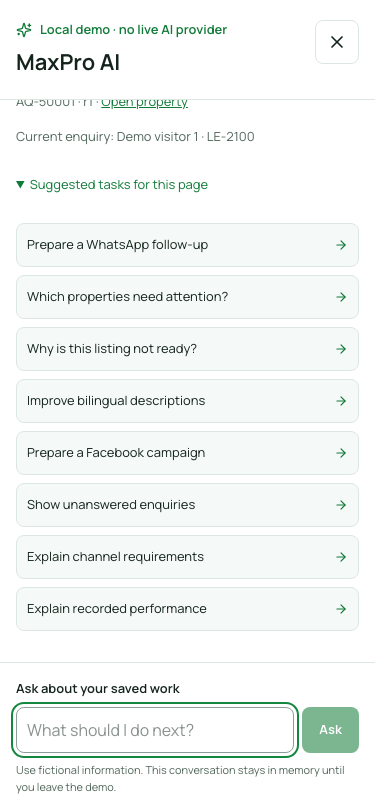 Local demo · no live AI provider
MaxPro AI
AQ-50001 · r1 · Open property
Current enquiry: Demo visitor 1 · LE-2100
▼ Suggested tasks for this page
Prepare a WhatsApp follow-up
Which properties need attention?
Why is this listing not ready?
Improve bilingual descriptions
Prepare a Facebook campaign
Show unanswered enquiries
Explain channel requirements
Explain recorded performance
Ask about your saved work
What should I do next?
Ask
Use fictional information. This conversation stays in memory until
you leave the demo.